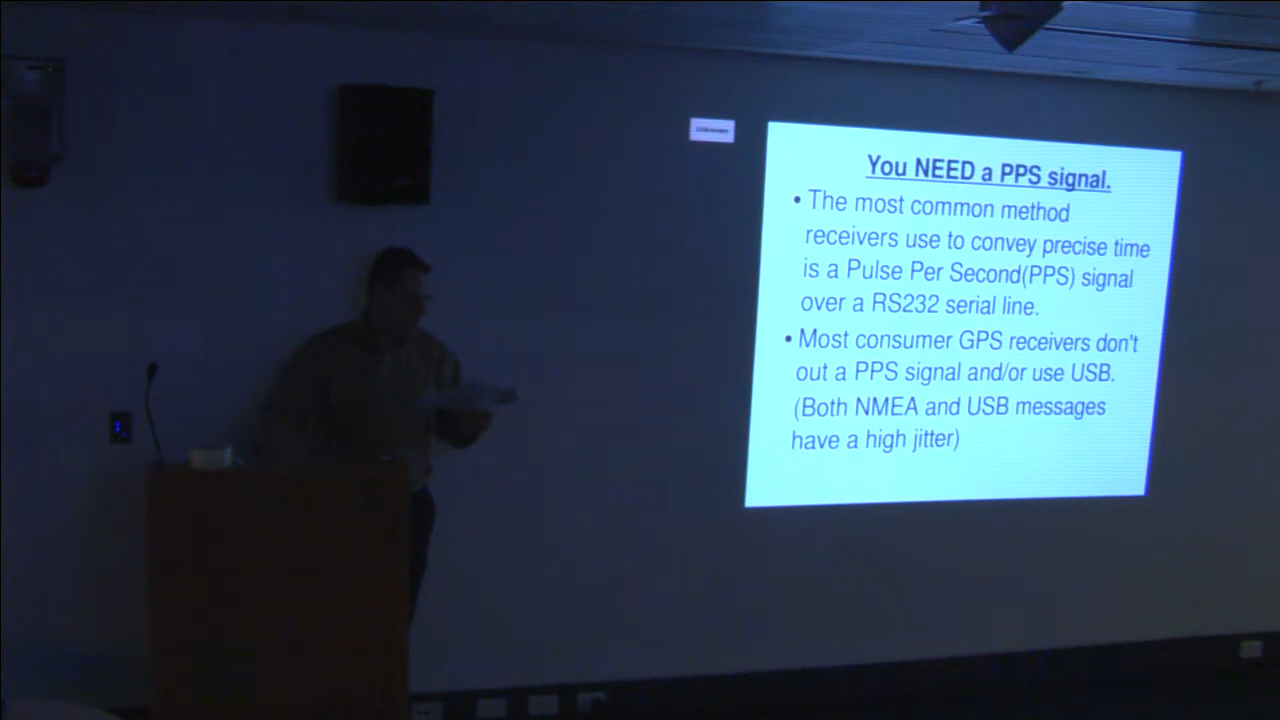 You NEED a PPS signal.
• The most common method
receivers use to convey precise time
is a Pulse Per Second(PPS) signal
over a RS232 serial line.
• Most consumer GPS receivers don't
out a PPS signal and/or use USB.
(Both NMEA and USB messages
have a high jitter)